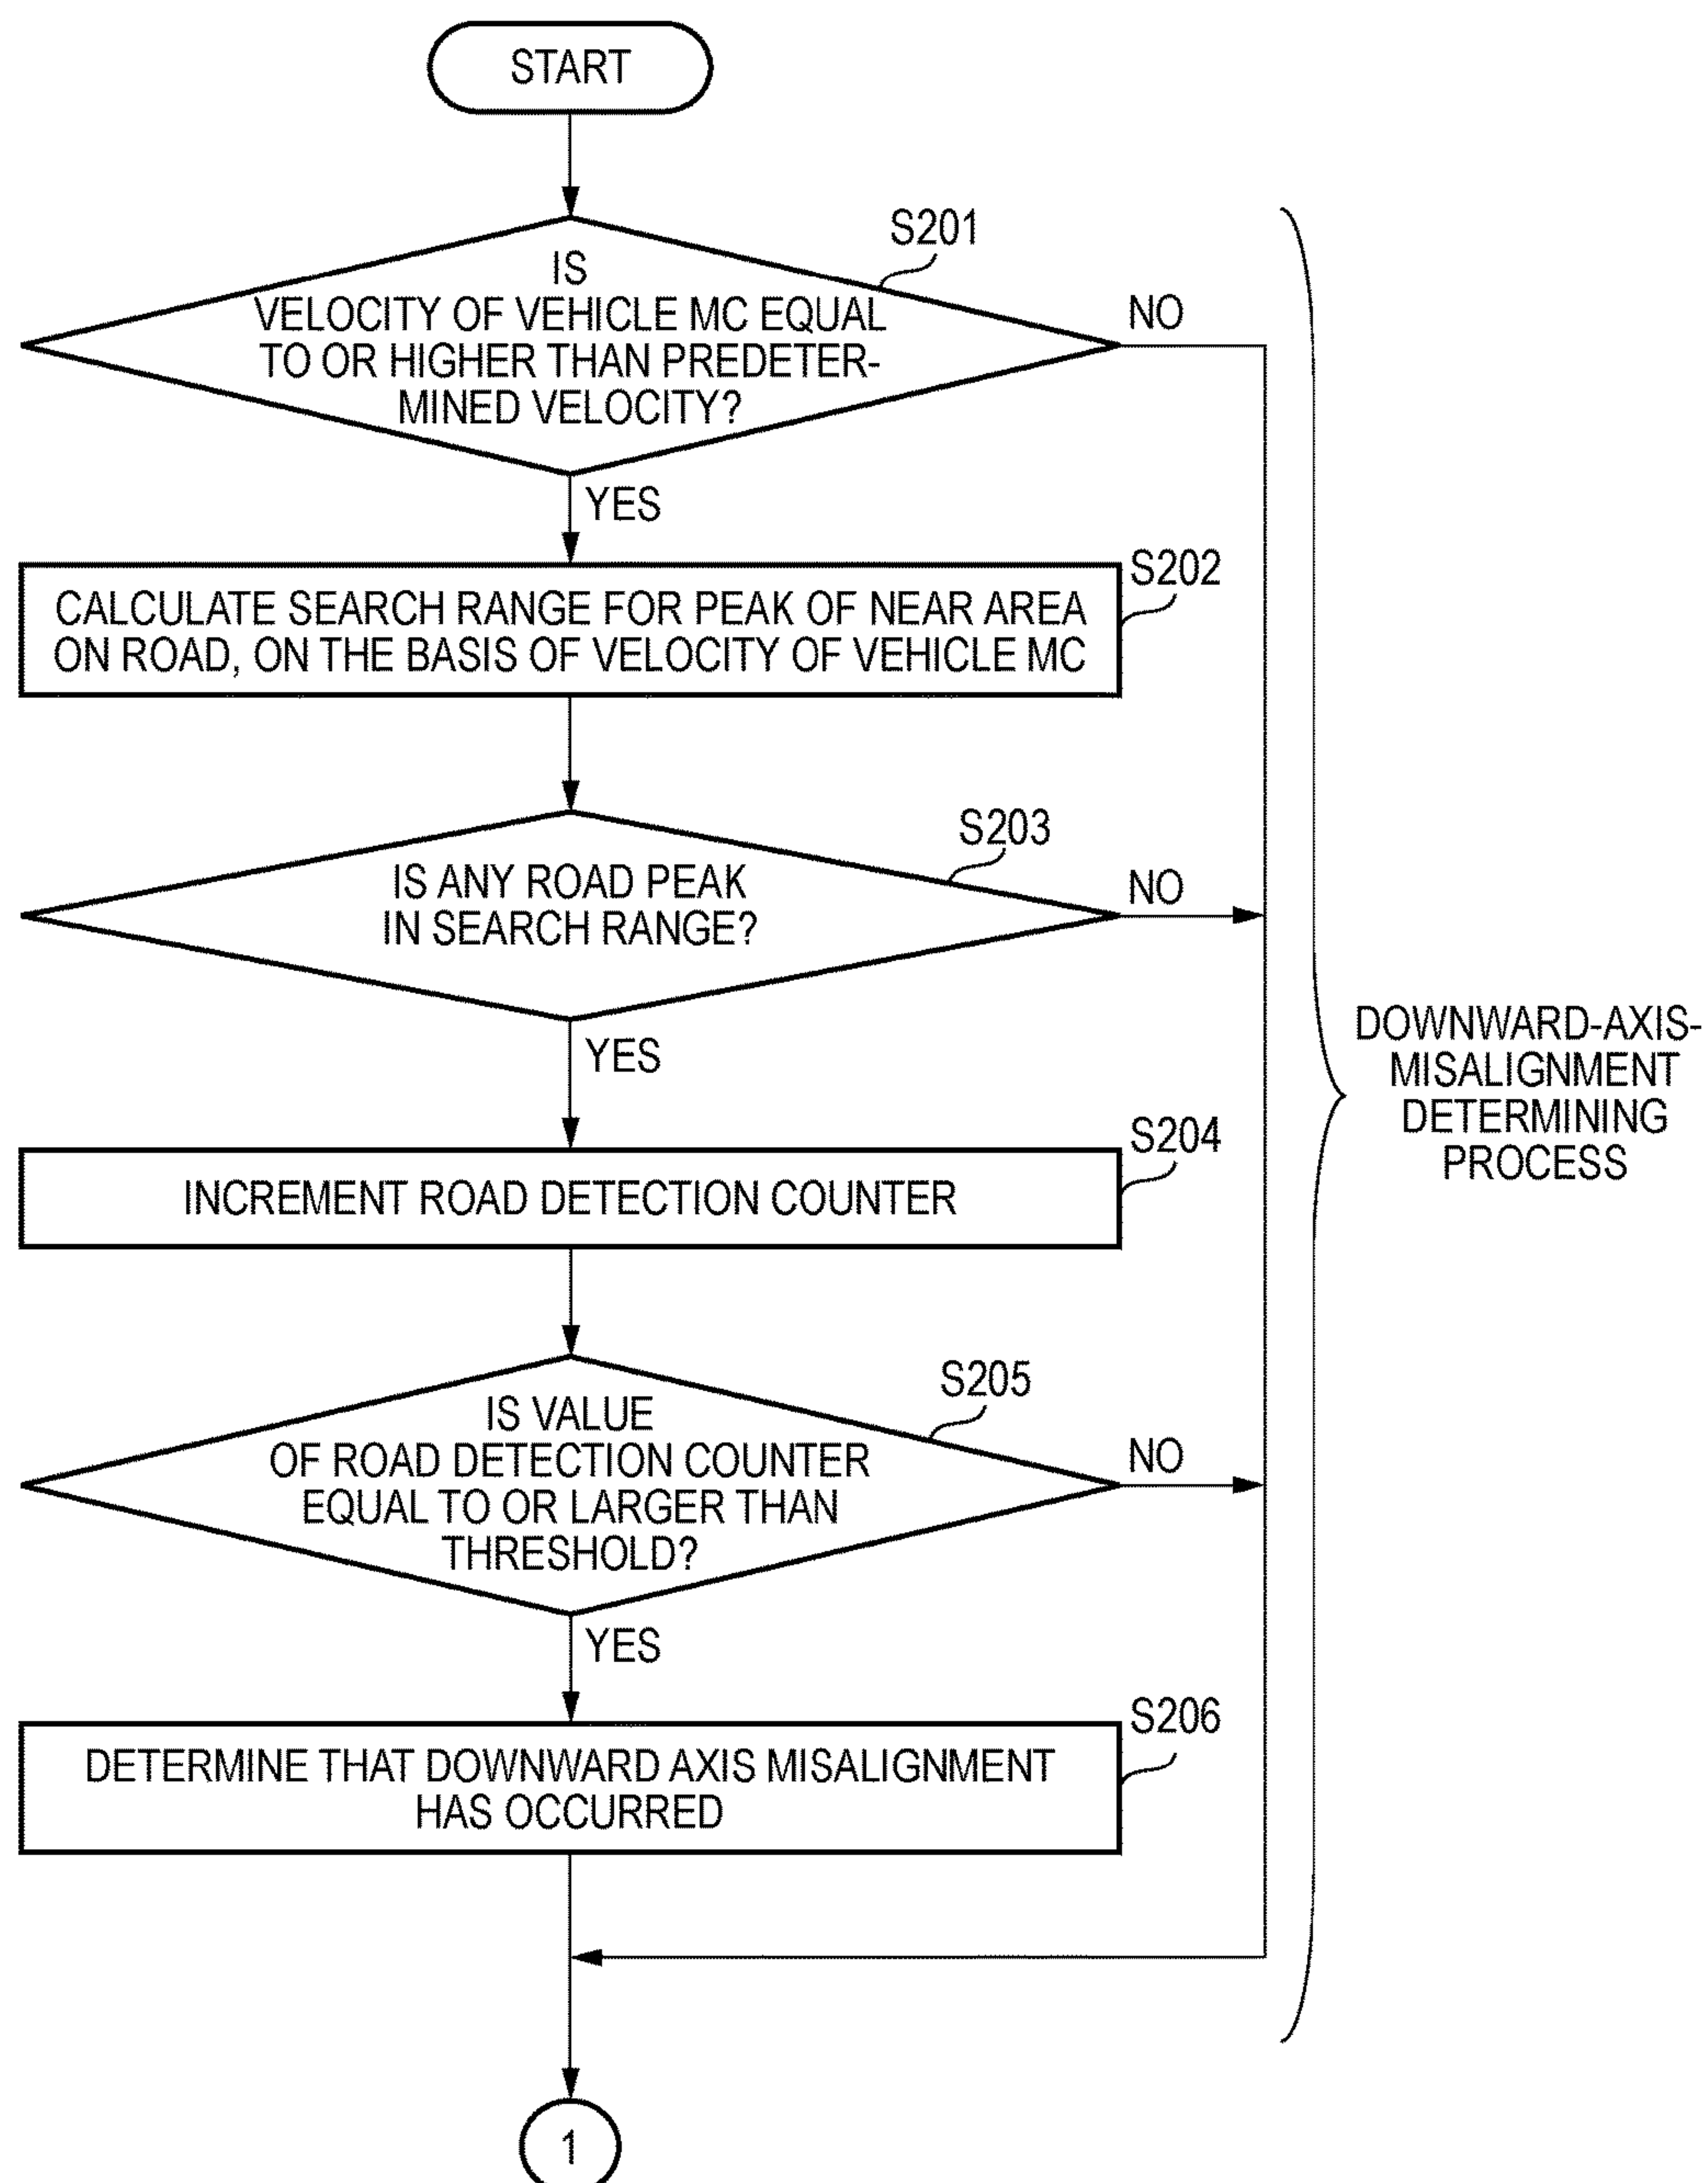 START
S201
IS
VELOCITY OF VEHICLE MC EQUAL
TO OR HIGHER THAN PREDETER-
MINED VELOCITY?
NO
YES
S202
CALCULATE SEARCH RANGE FOR PEAK OF NEAR AREA
ON ROAD, ON THE BASIS OF VELOCITY OF VEHICLE MC
S203
IS ANY ROAD PEAK
IN SEARCH RANGE?
NO
YES
DOWNWARD-AXIS-
MISALIGNMENT
DETERMINING
PROCESS
S204
INCREMENT ROAD DETECTION COUNTER
S205
IS VALUE
OF ROAD DETECTION COUNTER
EQUAL TO OR LARGER THAN
THRESHOLD?
NO
YES
S206
DETERMINE THAT DOWNWARD AXIS MISALIGNMENT
HAS OCCURRED
1